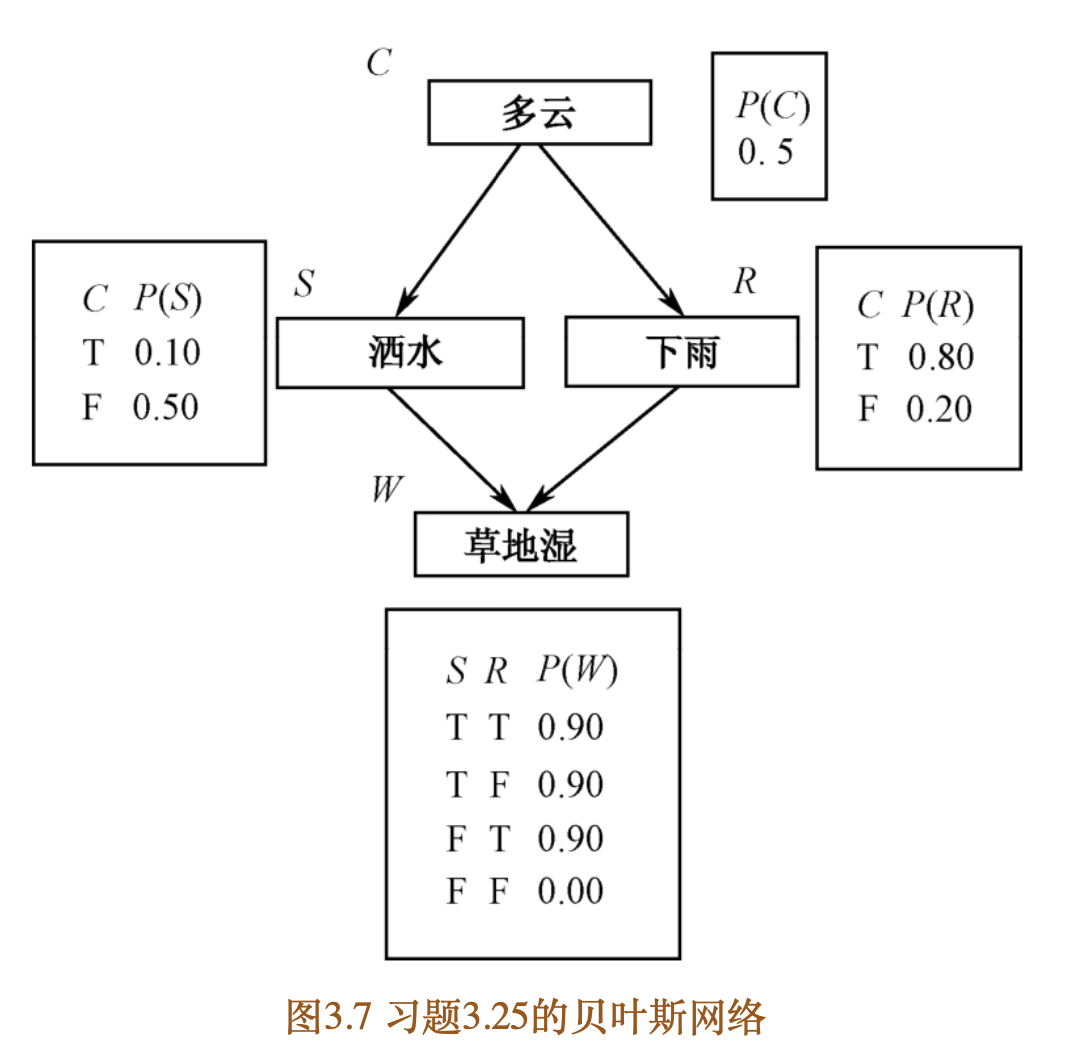 C
多云
P(C)
0. 5
C P(S)
T 0.10
F 0.50
S
洒水
R
下雨
C P(R)
T 0.80
F 0.20
W
草地湿
S R P(W)
T T 0.90
T F 0.90
F T 0.90
F F 0.00
图3.7 习题3.25的贝叶斯网络